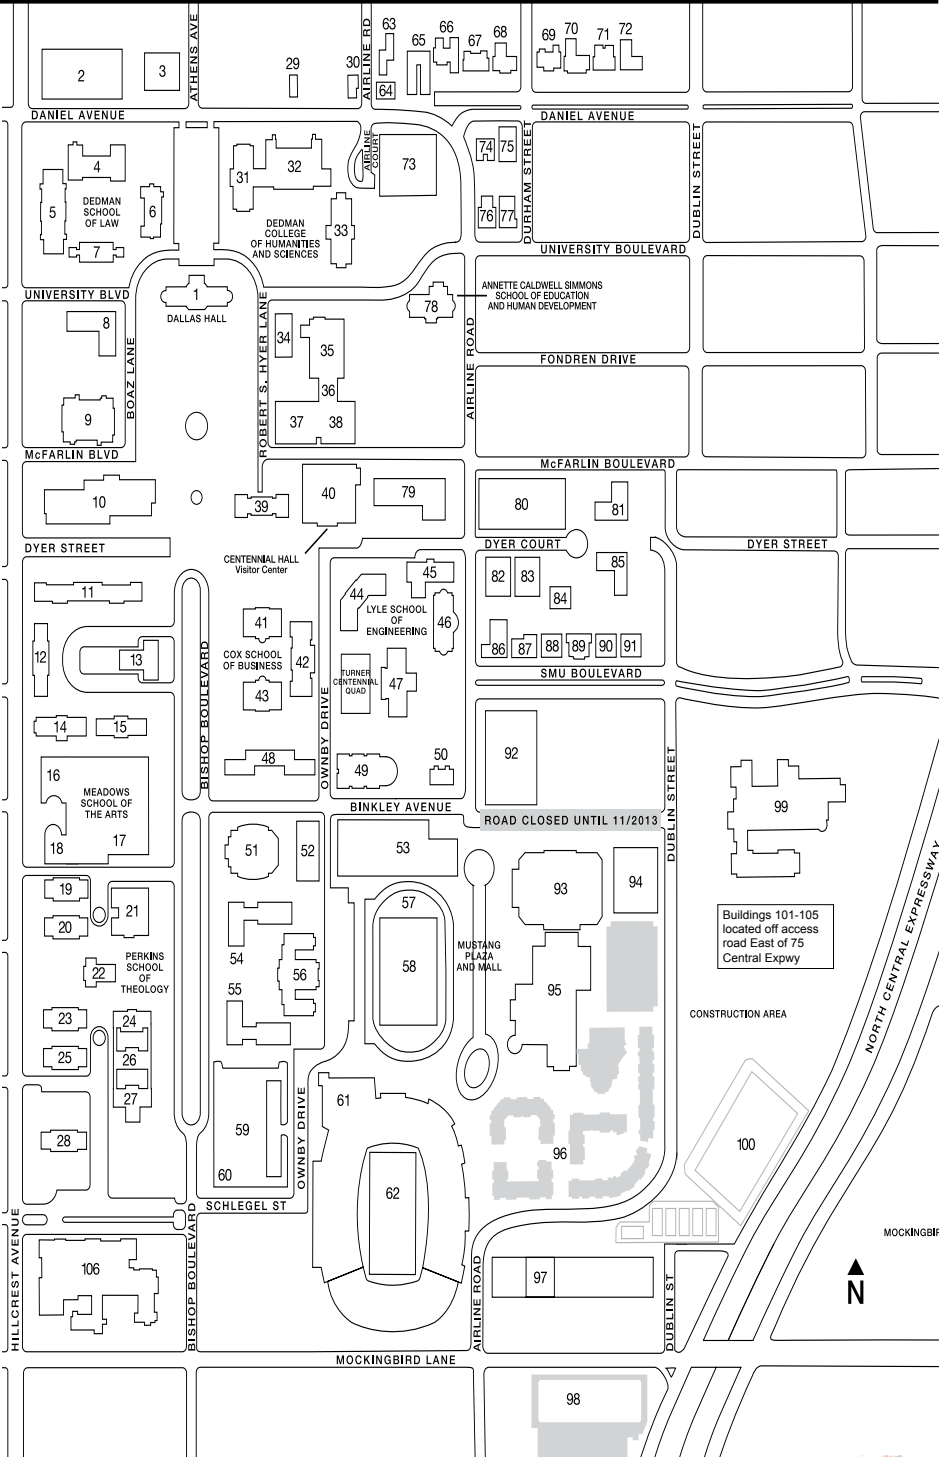 63
66
68
70
72
69
71
65
67
ATHENS AVE
AIRLINE RD
2
3
29
30
64
DANIEL AVENUE
DANIEL AVENUE
AIRLINE
COURT
73
74
75
DURHAM STREET
DUBLIN STREET
4
32
31
5
DEDMAN
SCHOOL
OF LAW
6
76
77
DEDMAN
COLLEGE
OF HUMANITIES
AND SCIENCES
33
7
UNIVERSITY BOULEVARD
ANNETTE CALDWELL SIMMONS
SCHOOL OF EDUCATION
AND HUMAN DEVELOPMENT
UNIVERSITY BLVD
1
78
DALLAS HALL
8
34
35
BOAZ LANE
ROBERT S. HYER LANE
AIRLINE ROAD
FONDREN DRIVE
36
9
37
38
McFARLIN BLVD
McFARLIN BOULEVARD
10
39
40
79
80
81
DYER STREET
DYER COURT
DYER STREET
CENTENNIAL HALL
Visitor Center
85
45
82
83
11
44
84
LYLE SCHOOL
OF
ENGINEERING
46
41
86
87
88
89
90
91
12
13
COX SCHOOL
OF BUSINESS
42
SMU BOULEVARD
TURNER
CENTENNIAL
QUAD
47
43
BISHOP BOULEVARD
OWNBY DRIVE
14
15
92
DUBLIN STREET
48
50
49
16
MEADOWS
SCHOOL OF
THE ARTS
99
BINKLEY AVENUE
ROAD CLOSED UNTIL 11/2013
17
18
51
52
53
NORTH CENTRAL EXPRESSWAY
19
93
94
21
57
20
Buildings 101-105
located off access
road East of 75
Central Expwy
54
MUSTANG
PLAZA
AND MALL
PERKINS
SCHOOL
OF
THEOLOGY
22
56
58
55
95
CONSTRUCTION AREA
23
24
25
26
27
61
OWNBY DRIVE
59
28
100
96
60
62
SCHLEGEL ST
HILLCREST AVENUE
BISHOP BOULEVARD
MOCKINGBIR
106
AIRLINE ROAD
97
DUBLIN ST
N
MOCKINGBIRD LANE
98